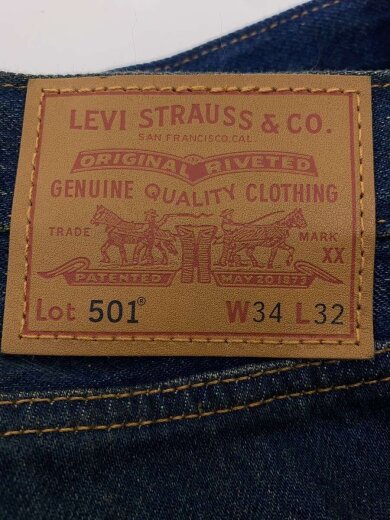 LEVI STRAUSS & CO.
SAN FRANCISCO CAL.
ORIGINAL RIVETED
GENUINE QUALITY CLOTHING
TRADE MARK
XX
PATENTED MAY 20 1873
Lot 501® W34 L32